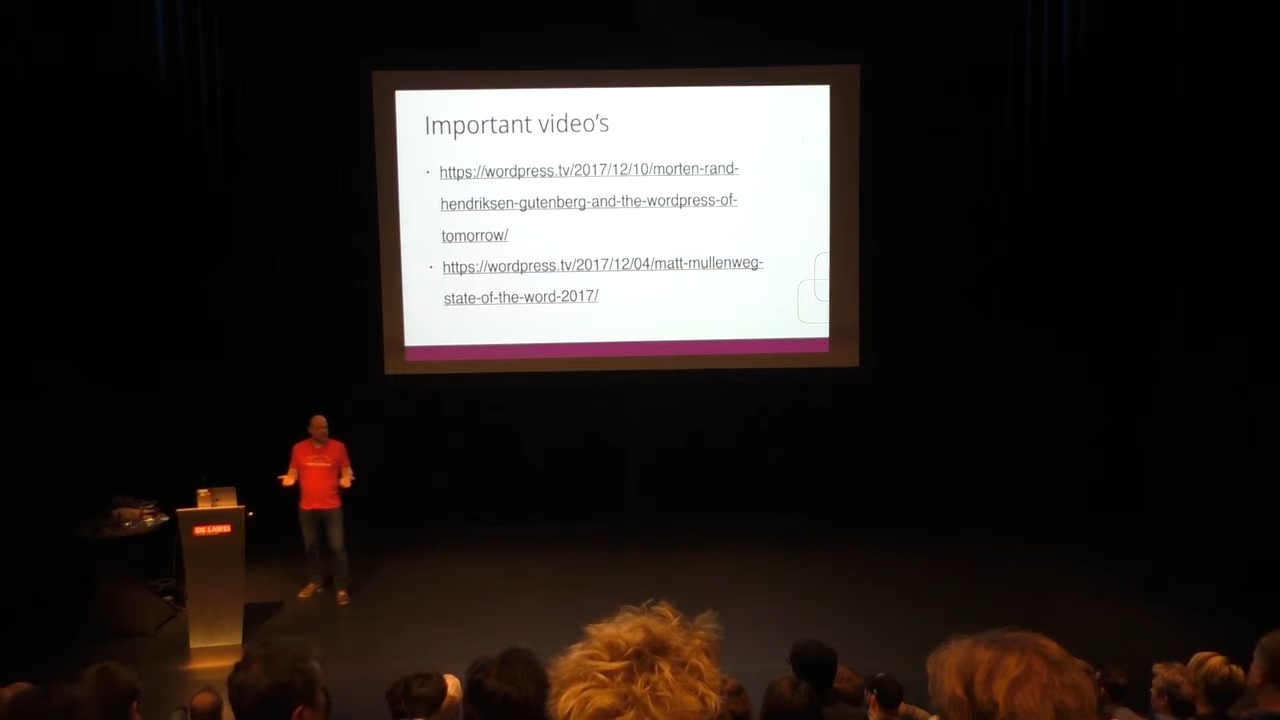 Important video's
· https://wordpress.tv/2017/12/10/morten-rand-
hendriksen-gutenberg-and-the-wordpress-of-
tomorrow/
· https://wordpress.tv/2017/12/04/matt-mullenweg-
state-of-the-word-2017/
DE LAWEI